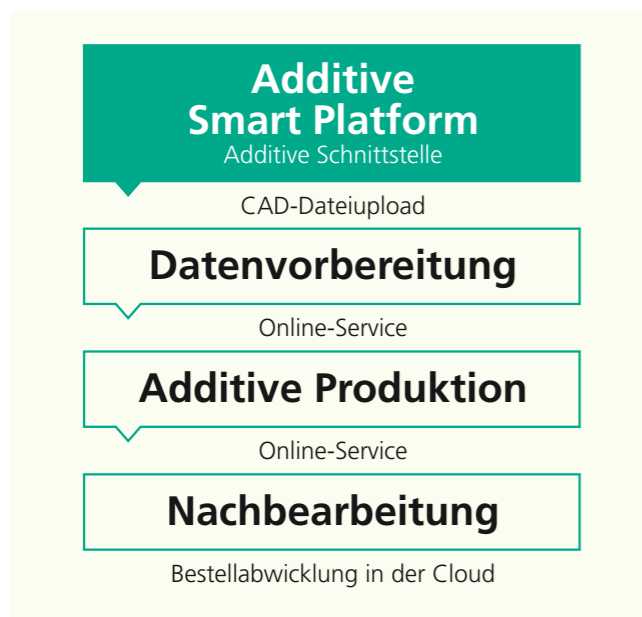 Additive
Smart Platform
Additive Schnittstelle
CAD-Dateiupload
Datenvorbereitung
Online-Service
Additive Produktion
Online-Service
Nachbearbeitung
Bestellabwicklung in der Cloud